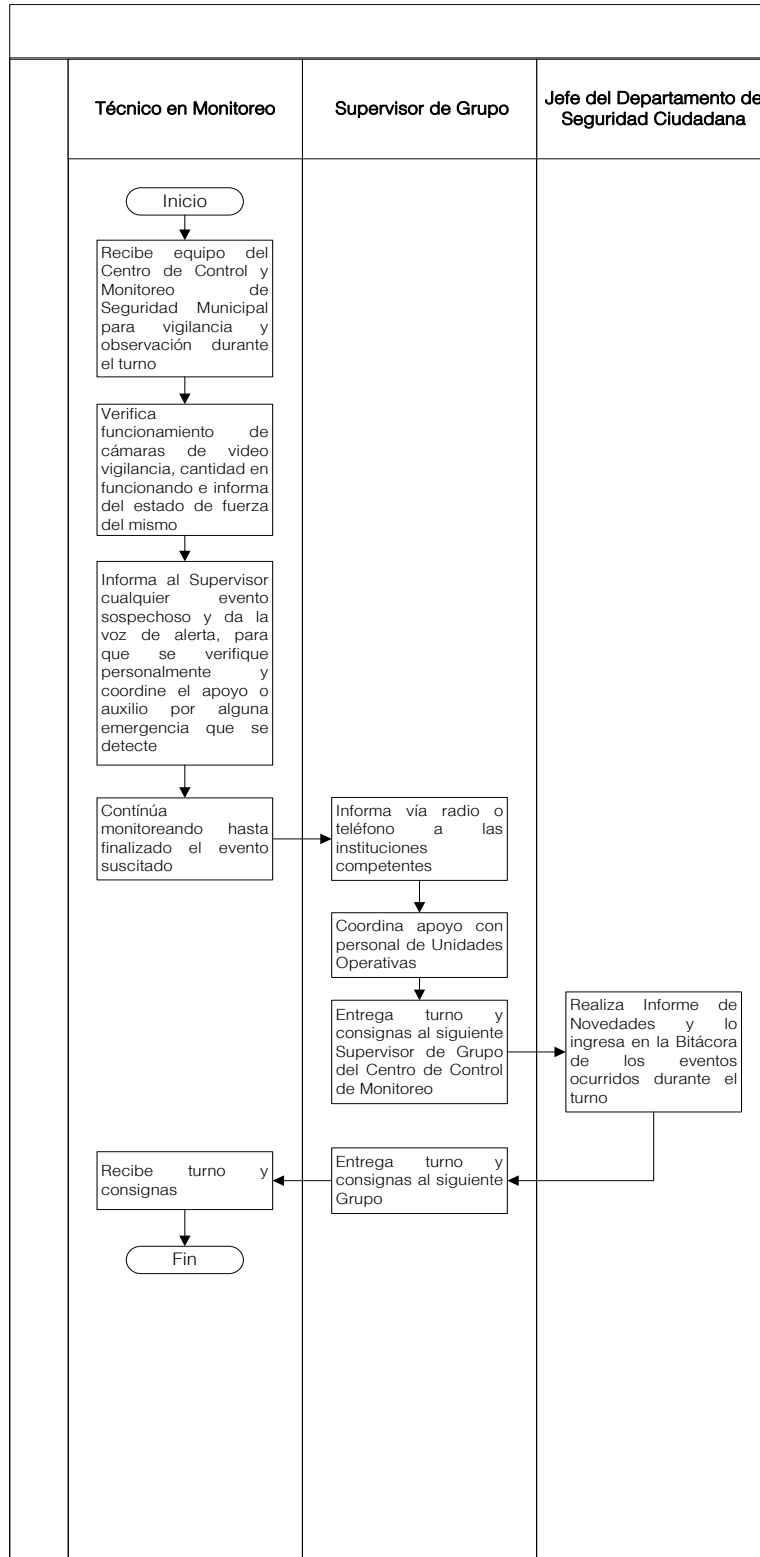 Técnico en Monitoreo
Supervisor de Grupo
Jefe del Departamento de
Seguridad Ciudadana
Inicio
Recibe equipo del
Centro de Control y
Monitoreo de
Seguridad Municipal
para vigilancia y
observación durante
el turno
Verifica
funcionamiento de
cámaras de video
vigilancia, cantidad en
funcionando e informa
del estado de fuerza
del mismo
Informa al Supervisor
cualquier evento
sospechoso y da la
voz de alerta, para
que se verifique
personalmente y
coordine el apoyo o
auxilio por alguna
emergencia que se
detecte
Contínúa
monitoreando hasta
finalizado el evento
suscitado
Informa vía radio o
teléfono a las
instituciones
competentes
Coordina apoyo con
personal de Unidades
Operativas
Entrega turno y
consignas al siguiente
Supervisor de Grupo
del Centro de Control
de Monitoreo
Realiza Informe de
Novedades y lo
ingresa en la Bitácora
de los eventos
ocurridos durante el
turno
Entrega turno y
consignas al siguiente
Grupo
Recibe turno y
consignas
Fin